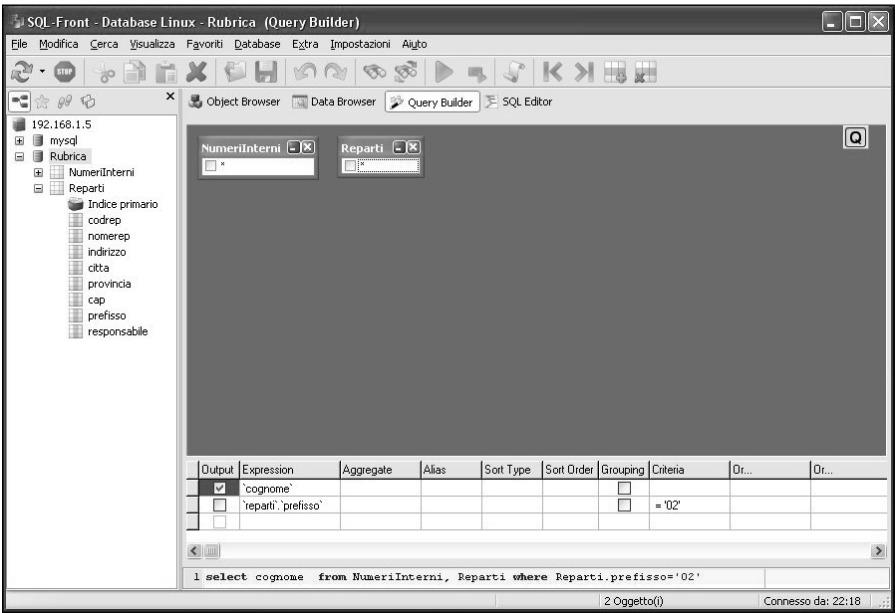 SQL-Front - Database Linux - Rubrica (Query Builder)
File Modifica Cerca Visualizza Favoriti Database Extra Impostazioni Aiuto
STOP
Object Browser Data Browser Query Builder SQL Editor
192.168.1.5
mysql
Rubrica
NumeriInterni
Reparti
Indice primario
codrep
nomerep
indirizzo
citta
provincia
cap
prefisso
responsabile
NumeriInterni
*
Reparti
*
Q
Output Expression Aggregate Alias Sort Type Sort Order Grouping Criteria Or... Or...
`cognome`
`reparti`.`prefisso` = '02'
1 select cognome from NumeriInterni, Reparti where Reparti.prefisso='02'
2 Oggetto(i) Connesso da: 22:18